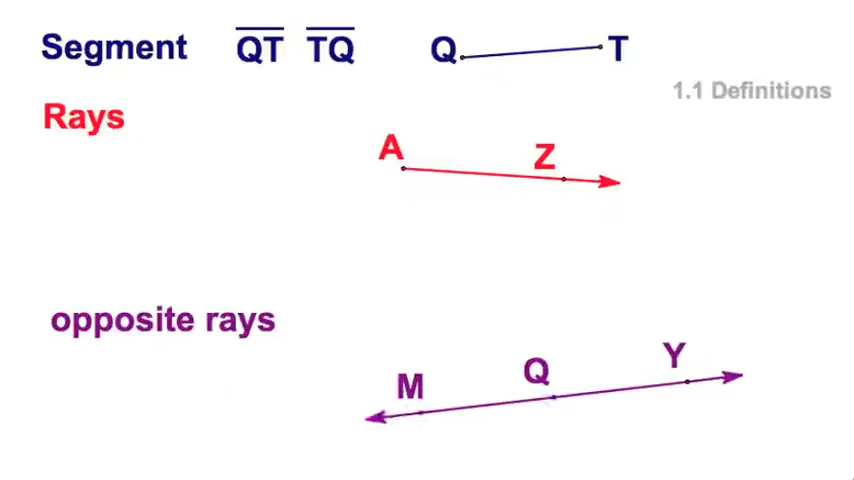 Segment QT TQ Q T
1.1 Definitions
Rays
A Z
opposite rays
M Q Y